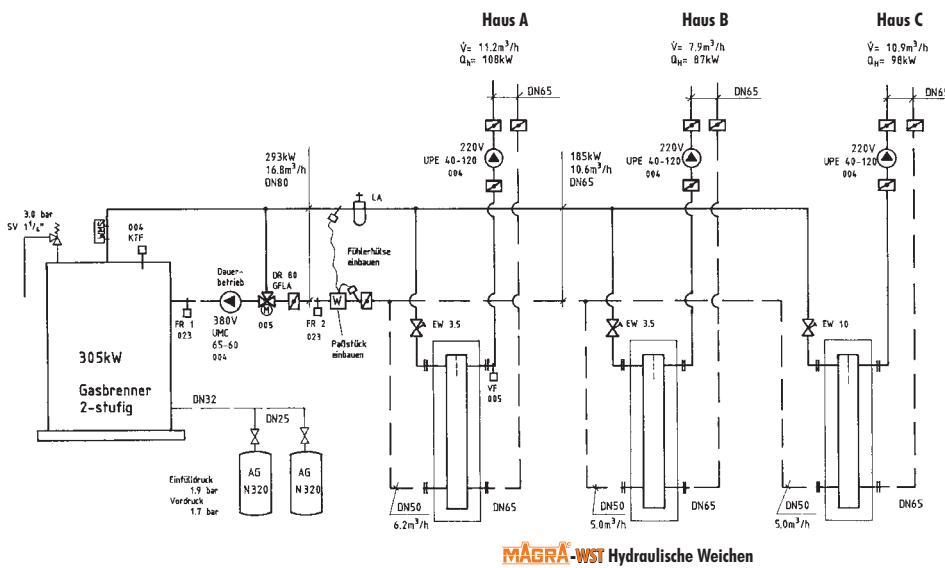 Haus A
Haus B
Haus C
V̇= 11.2m³/h
Qₕ= 108kW
V̇= 7.9m³/h
Q_H= 87kW
V̇= 10.9m³/h
Q_H= 98kW
DN65
DN65
DN65
220V
UPE 40-120
004
220V
UPE 40-120
004
220V
UPE 40-120
004
293kW
16.8m³/h
DN80
185kW
10.6m³/h
DN65
LA
3.0 bar
SV 1¼"
WMS
004
KTF
Fühlerhülse
einbauen
Dauer-
betrieb
DR 80
GFLA
M
W
FR 1
023
380V
UMC
65-60
004
005
FR 2
023
Paßstück
einbauen
EW 3.5
EW 3.5
EW 10
VF
005
305kW
Gasbrenner
2-stufig
DN32
DN25
AG
N320
AG
N320
Einfülldruck
1.9 bar
Vordruck
1.7 bar
DN50
6.2m³/h
DN65
DN50
5.0m³/h
DN65
DN50
5.0m³/h
DN65
MAGRA-WST Hydraulische Weichen